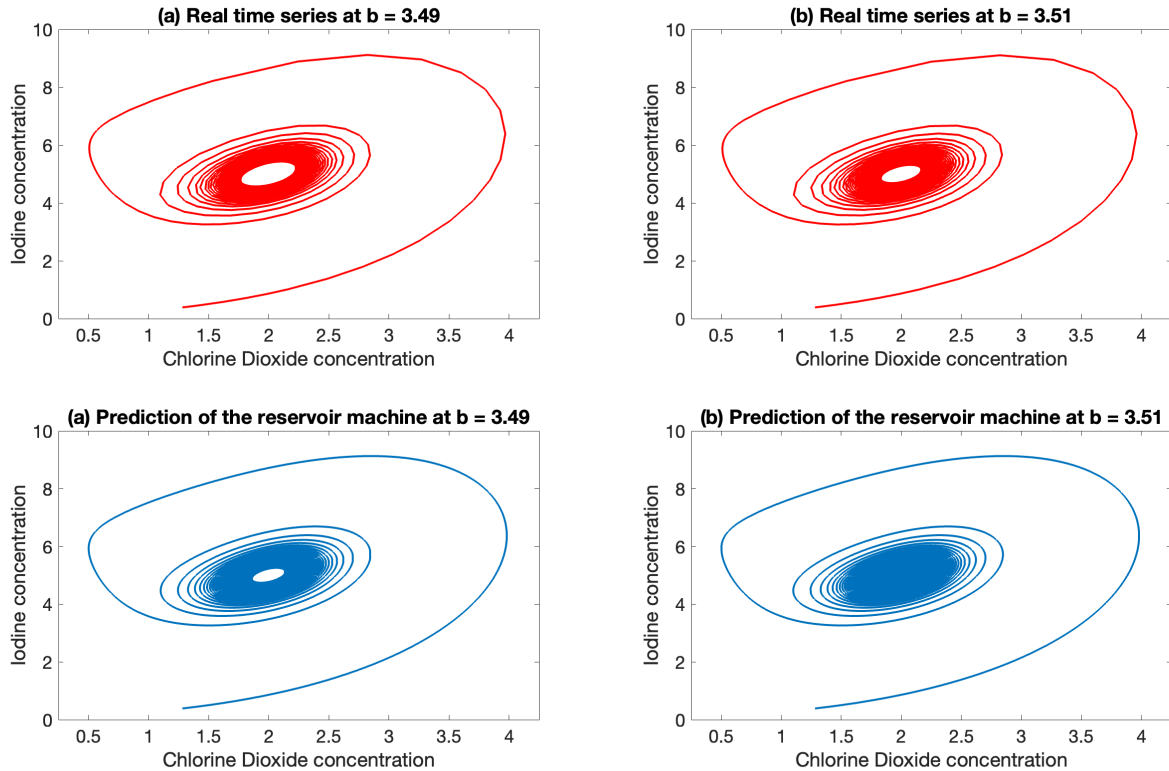 (a) Real time series at b = 3.49
10
8
6
4
2
0
Iodine concentration
0.5 1 1.5 2 2.5 3 3.5 4
Chlorine Dioxide concentration
(b) Real time series at b = 3.51
10
8
6
4
2
0
Iodine concentration
0.5 1 1.5 2 2.5 3 3.5 4
Chlorine Dioxide concentration
(a) Prediction of the reservoir machine at b = 3.49
10
8
6
4
2
0
Iodine concentration
0.5 1 1.5 2 2.5 3 3.5 4
Chlorine Dioxide concentration
(b) Prediction of the reservoir machine at b = 3.51
10
8
6
4
2
0
Iodine concentration
0.5 1 1.5 2 2.5 3 3.5 4
Chlorine Dioxide concentration